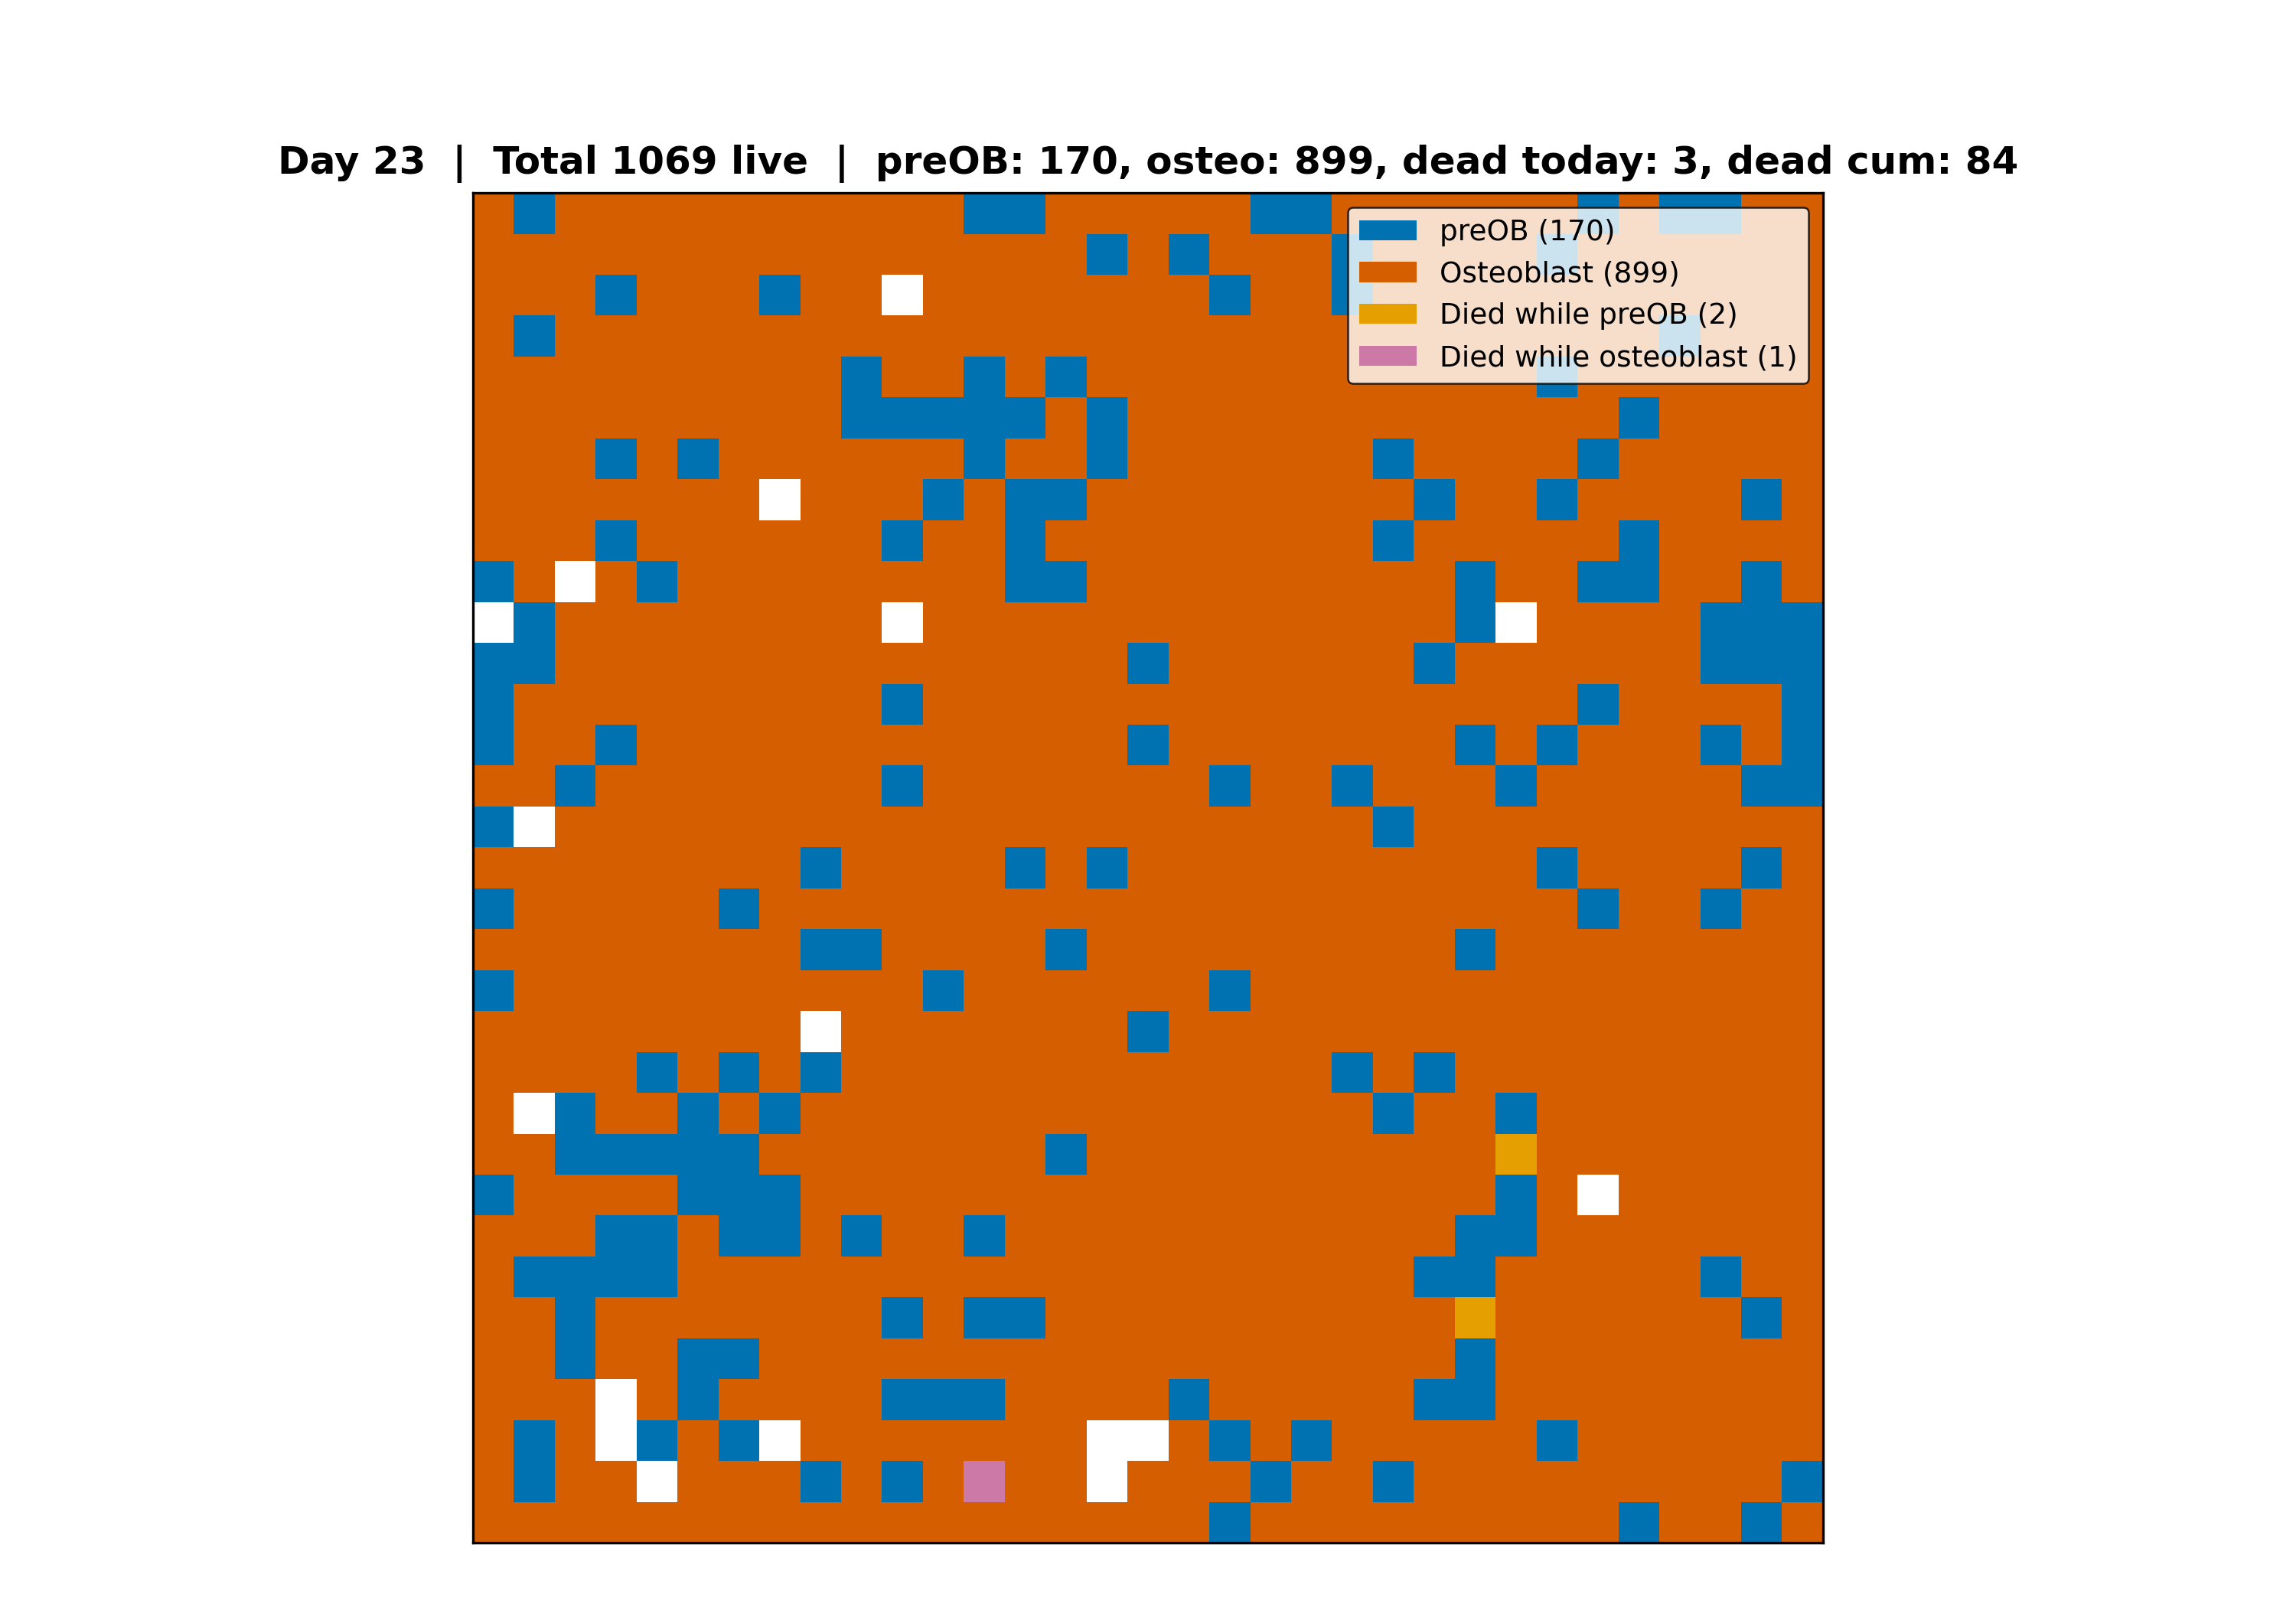 Day 23 | Total 1069 live | preOB: 170, osteo: 899, dead today: 3, dead cum: 84
preOB (170)
Osteoblast (899)
Died while preOB (2)
Died while osteoblast (1)